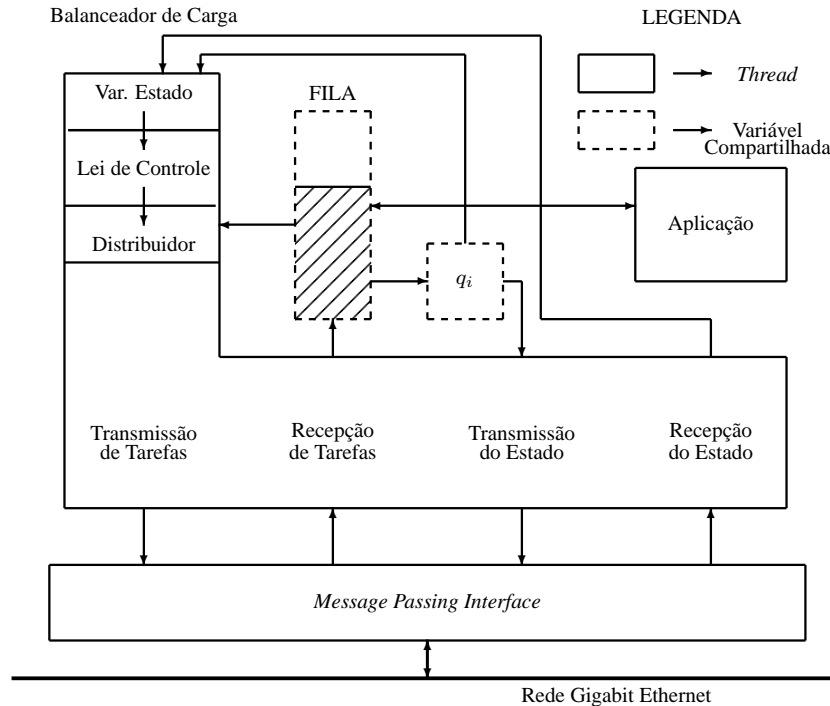 Balanceador de Carga
LEGENDA
Var. Estado
FILA
Thread
Variável
Compartilhada
Lei de Controle
Distribuidor
Aplicação
q_i
Transmissão
de Tarefas
Recepção
de Tarefas
Transmissão
do Estado
Recepção
do Estado
Message Passing Interface
Rede Gigabit Ethernet